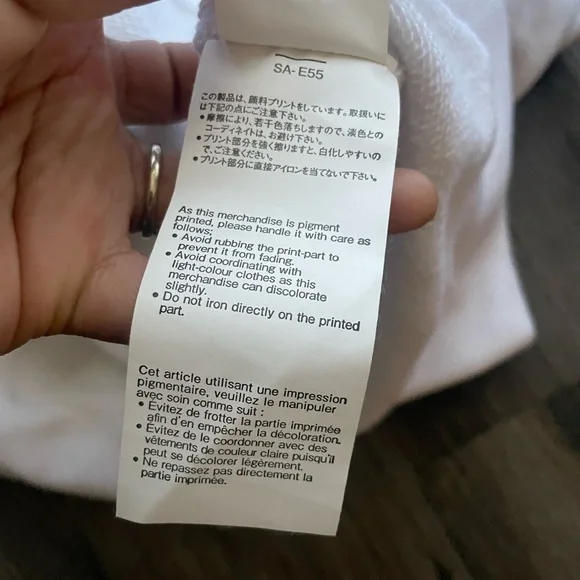 SA-E55
この製品は、顔料プリントをしています。取扱いに
は下記の点にご注意下さい。
•摩擦により、若干色落ちしますので、淡色との
コーディネイトは、お避け下さい。
•プリント部分を強く擦りますと、白化しやすいの
で、ご注意ください。
•プリント部分に直接アイロンを当てないで下さい。
As this merchandise is pigment
printed, please handle it with care as
follows;
• Avoid rubbing the print-part to
prevent it from fading.
• Avoid coordinating with
light-colour clothes as this
merchandise can discolorate
slightly.
• Do not iron directly on the printed
part.
Cet article utilisant une impression
pigmentaire, veuillez le manipuler
avec soin comme suit :
• Évitez de frotter la partie imprimée
afin d'en empêcher la décoloration.
• Évitez de le coordonner avec des
vêtements de couleur claire puisqu'il
peut se décolorer légèrement.
• Ne repassez pas directement la
partie imprimée.